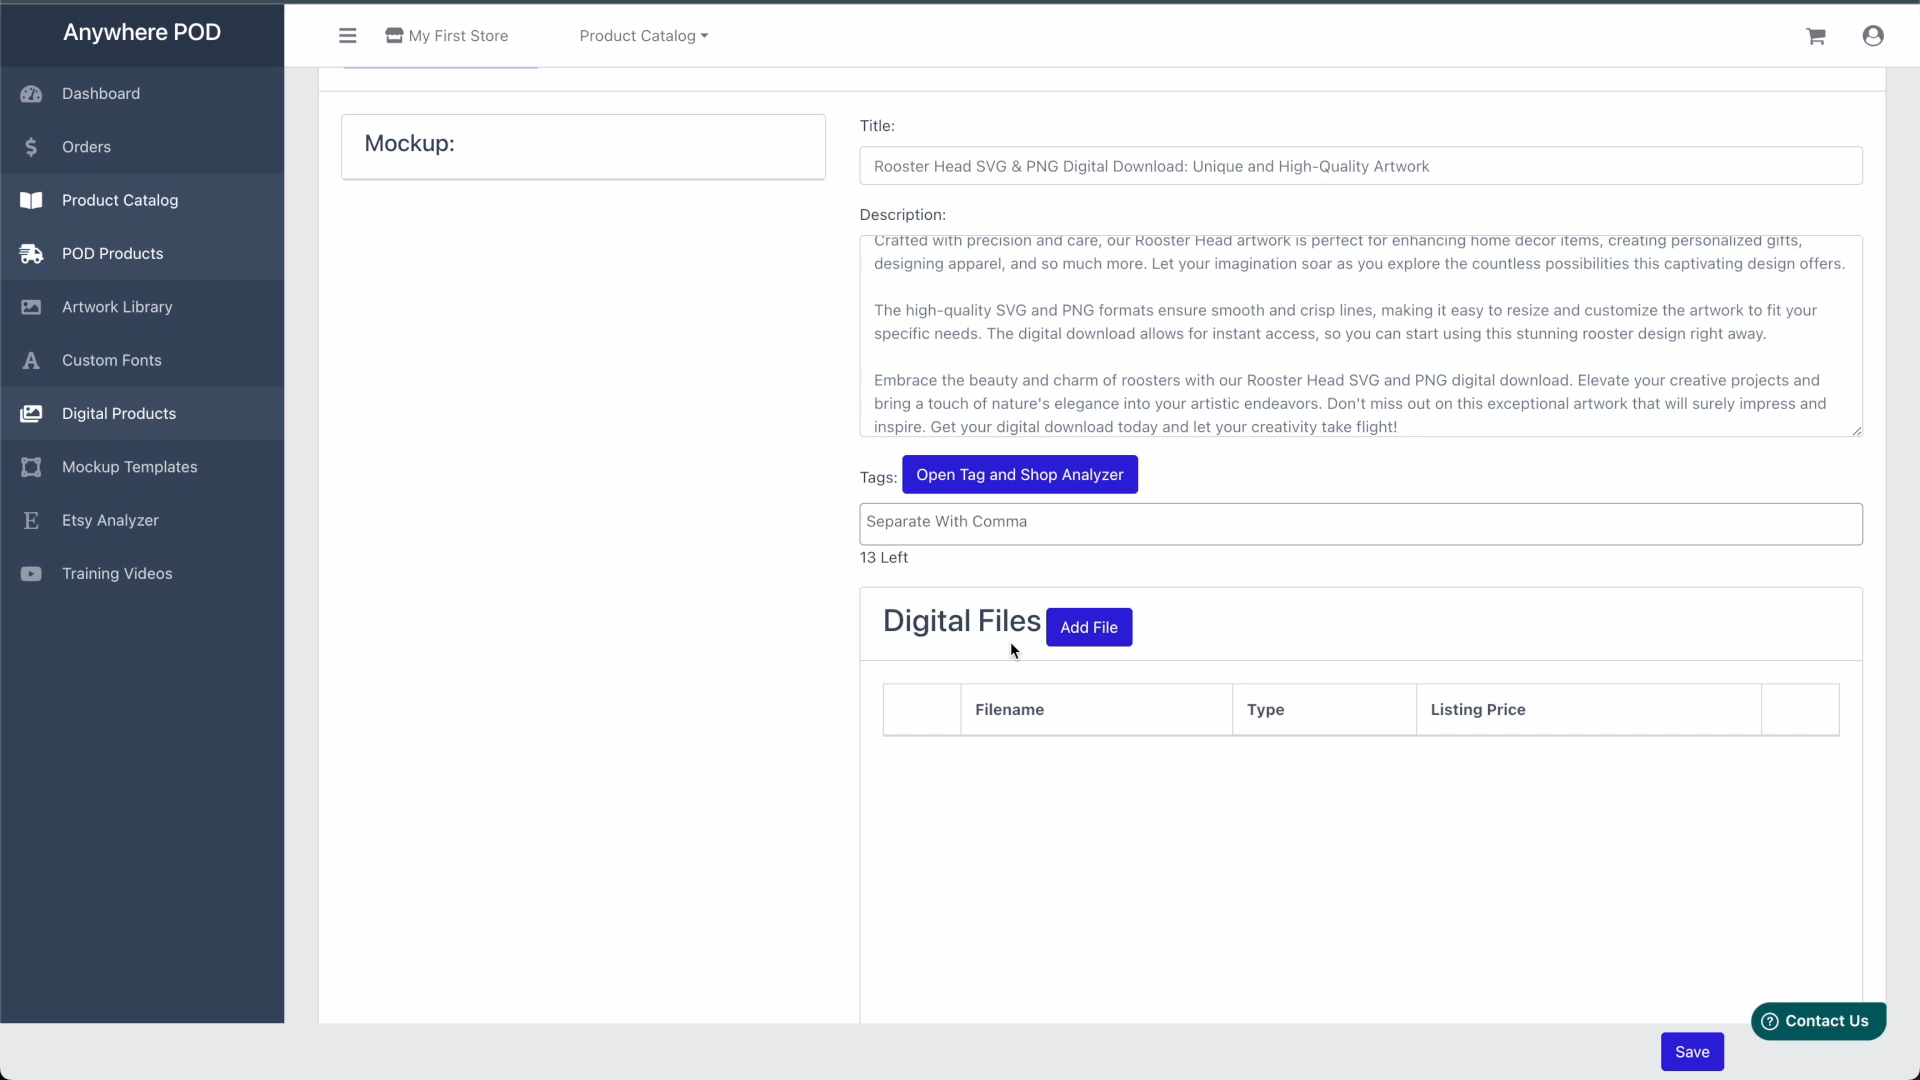 Anywhere POD
My First Store
Product Catalog
Dashboard
Orders
Product Catalog
POD Products
Artwork Library
Custom Fonts
Digital Products
Mockup Templates
Etsy Analyzer
Training Videos
Mockup:
Title:
Rooster Head SVG & PNG Digital Download: Unique and High-Quality Artwork
Description:
Crafted with precision and care, our Rooster Head artwork is perfect for enhancing home decor items, creating personalized gifts,
designing apparel, and so much more. Let your imagination soar as you explore the countless possibilities this captivating design offers.
The high-quality SVG and PNG formats ensure smooth and crisp lines, making it easy to resize and customize the artwork to fit your
specific needs. The digital download allows for instant access, so you can start using this stunning rooster design right away.
Embrace the beauty and charm of roosters with our Rooster Head SVG and PNG digital download. Elevate your creative projects and
bring a touch of nature's elegance into your artistic endeavors. Don't miss out on this exceptional artwork that will surely impress and
inspire. Get your digital download today and let your creativity take flight!
Tags: Open Tag and Shop Analyzer
Separate With Comma
13 Left
Digital Files Add File
Filename Type Listing Price
Contact Us
Save